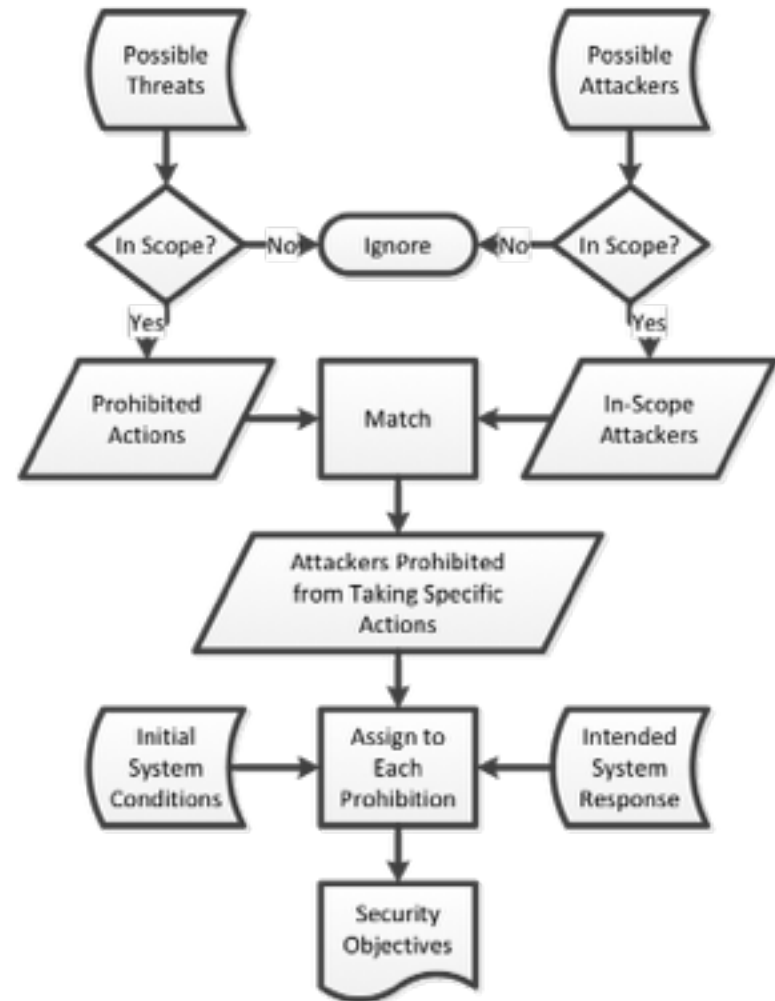 Possible
Threats
Possible
Attackers
In Scope?
No
Ignore
No
In Scope?
Yes
Yes
Prohibited
Actions
Match
In-Scope
Attackers
Attackers Prohibited
from Taking Specific
Actions
Initial
System
Conditions
Assign to
Each
Prohibition
Intended
System
Response
Security
Objectives